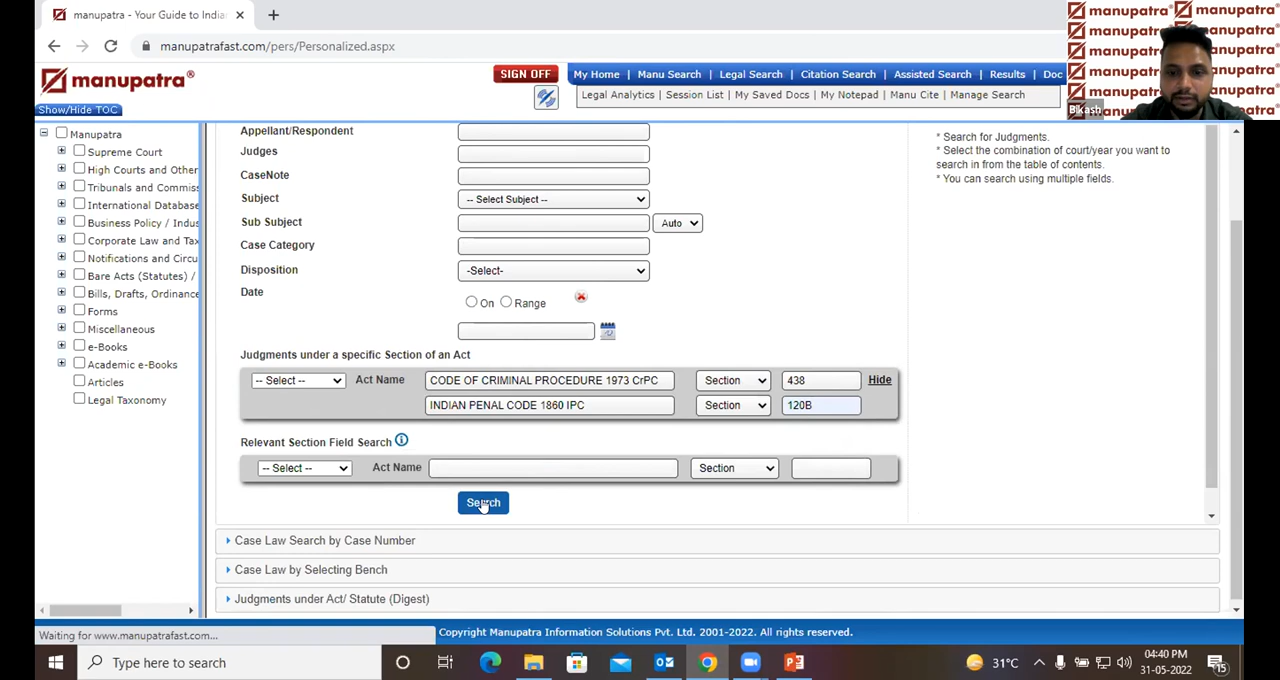 manupatra - Your Guide to India
manupatrafast.com/pers/Personalized.aspx
manupatra
manupatra
manupatra
Bikash
manupatra®
SIGN OFF
My Home | Manu Search | Legal Search | Citation Search | Assisted Search | Results | Doc
Legal Analytics | Session List | My Saved Docs | My Notepad | Manu Cite | Manage Search
Show/Hide TOC
Manupatra
Supreme Court
High Courts and Other
Tribunals and Commiss
International Database
Business Policy / Indus
Corporate Law and Tax
Notifications and Circu
Bare Acts (Statutes) /
Bills, Drafts, Ordinance
Forms
Miscellaneous
e-Books
Academic e-Books
Articles
Legal Taxonomy
Appellant/Respondent
Judges
CaseNote
Subject -- Select Subject --
Sub Subject Auto
Case Category
Disposition -Select-
Date
On Range
Judgments under a specific Section of an Act
-- Select -- Act Name CODE OF CRIMINAL PROCEDURE 1973 CrPC Section 438 Hide
INDIAN PENAL CODE 1860 IPC Section 120B
Relevant Section Field Search
-- Select -- Act Name Section
Search
* Search for Judgments.
* Select the combination of court/year you want to
search in from the table of contents.
* You can search using multiple fields.
Case Law Search by Case Number
Case Law by Selecting Bench
Judgments under Act/ Statute (Digest)
Waiting for www.manupatrafast.com...
Copyright Manupatra Information Solutions Pvt. Ltd. 2001-2022. All rights reserved.
Type here to search
31°C
04:40 PM
31-05-2022
15